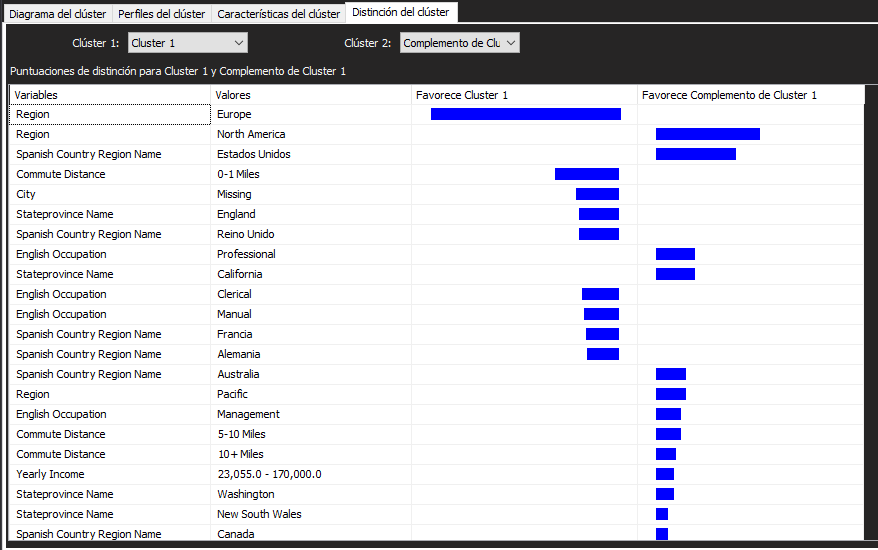 Diagrama del clúster Perfiles del clúster Características del clúster Distinción del clúster
Clúster 1: Cluster 1 Clúster 2: Complemento de Clu
Puntuaciones de distinción para Cluster 1 y Complemento de Cluster 1
Variables Valores Favorece Cluster 1 Favorece Complemento de Cluster 1
Region Europe
Region North America
Spanish Country Region Name Estados Unidos
Commute Distance 0-1 Miles
City Missing
Stateprovince Name England
Spanish Country Region Name Reino Unido
English Occupation Professional
Stateprovince Name California
English Occupation Clerical
English Occupation Manual
Spanish Country Region Name Francia
Spanish Country Region Name Alemania
Spanish Country Region Name Australia
Region Pacific
English Occupation Management
Commute Distance 5-10 Miles
Commute Distance 10+ Miles
Yearly Income 23,055.0 - 170,000.0
Stateprovince Name Washington
Stateprovince Name New South Wales
Spanish Country Region Name Canada